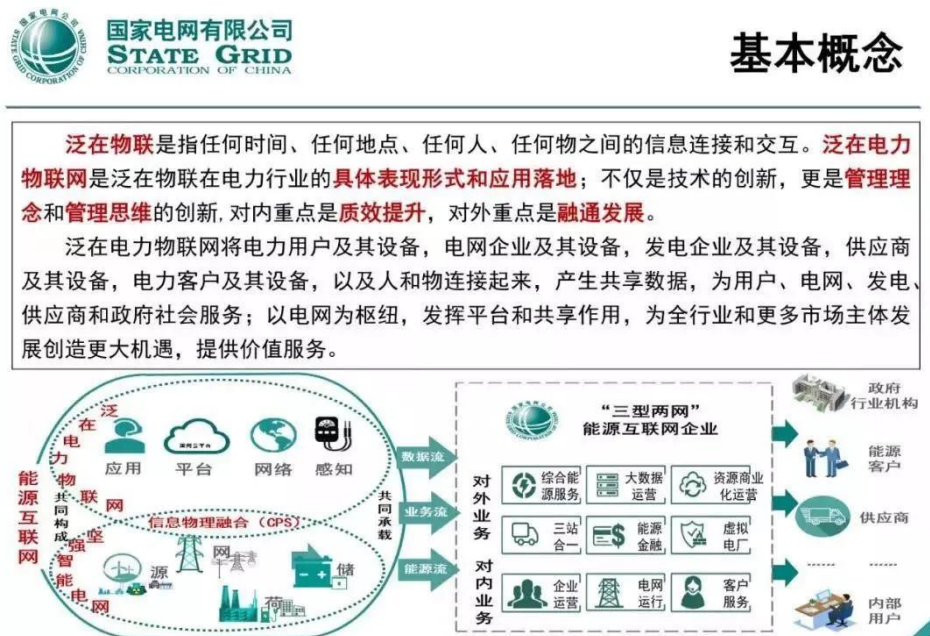 国家电网有限公司
STATE GRID
CORPORATION OF CHINA
国家电网公司
STATE GRID CORPORATION OF CHINA
基本概念
泛在物联是指任何时间、任何地点、任何人、任何物之间的信息连接和交互。泛在电力
物联网是泛在物联在电力行业的具体表现形式和应用落地；不仅是技术的创新，更是管理理
念和管理思维的创新,对内重点是质效提升，对外重点是融通发展。
泛在电力物联网将电力用户及其设备，电网企业及其设备，发电企业及其设备，供应商
及其设备，电力客户及其设备，以及人和物连接起来，产生共享数据，为用户、电网、发电、
供应商和政府社会服务；以电网为枢纽，发挥平台和共享作用，为全行业和更多市场主体发
展创造更大机遇，提供价值服务。
能源互联网
共同构成
泛在电力物联网
应用
平台
网络
感知
国网云平台
信息物理融合（CPS）
坚强智能电网
源
网
荷
储
共同承载
数据流
业务流
能源流
“三型两网”
能源互联网企业
对外业务
综合能
源服务
大数据
运营
资源商业
化运营
三站
合一
能源
金融
虚拟
电厂
对内业务
企业
运营
电网
运行
客户
服务
政府
行业机构
能源
客户
供应商
……
……
内部
用户